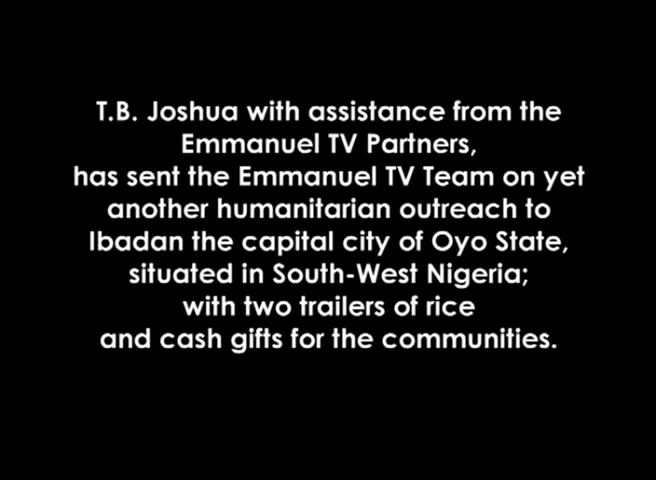 T.B. Joshua with assistance from the
Emmanuel TV Partners,
has sent the Emmanuel TV Team on yet
another humanitarian outreach to
Ibadan the capital city of Oyo State,
situated in South-West Nigeria;
with two trailers of rice
and cash gifts for the communities.